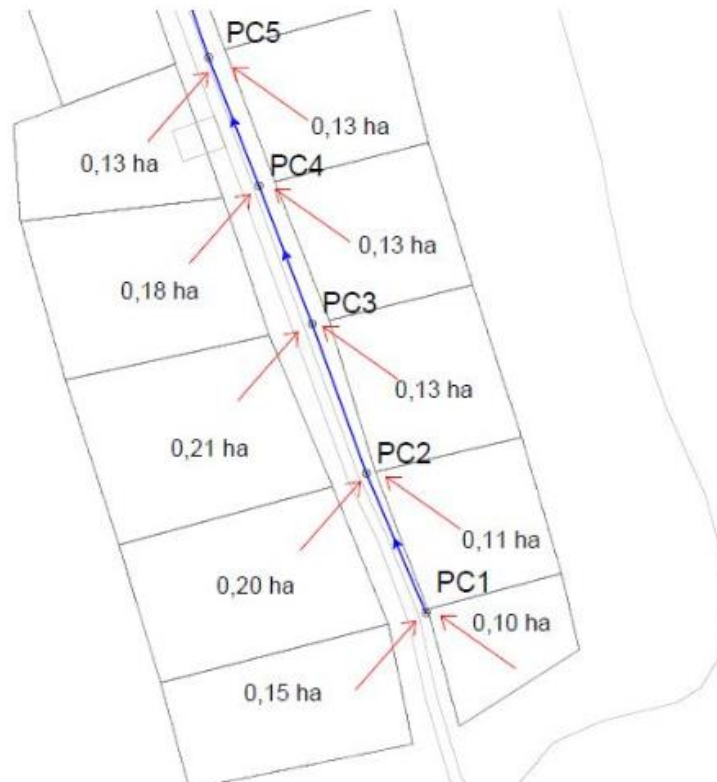 PC5
0,13 ha
0,13 ha
PC4
0,13 ha
0,18 ha
PC3
0,13 ha
0,21 ha
PC2
0,11 ha
0,20 ha
PC1
0,10 ha
0,15 ha